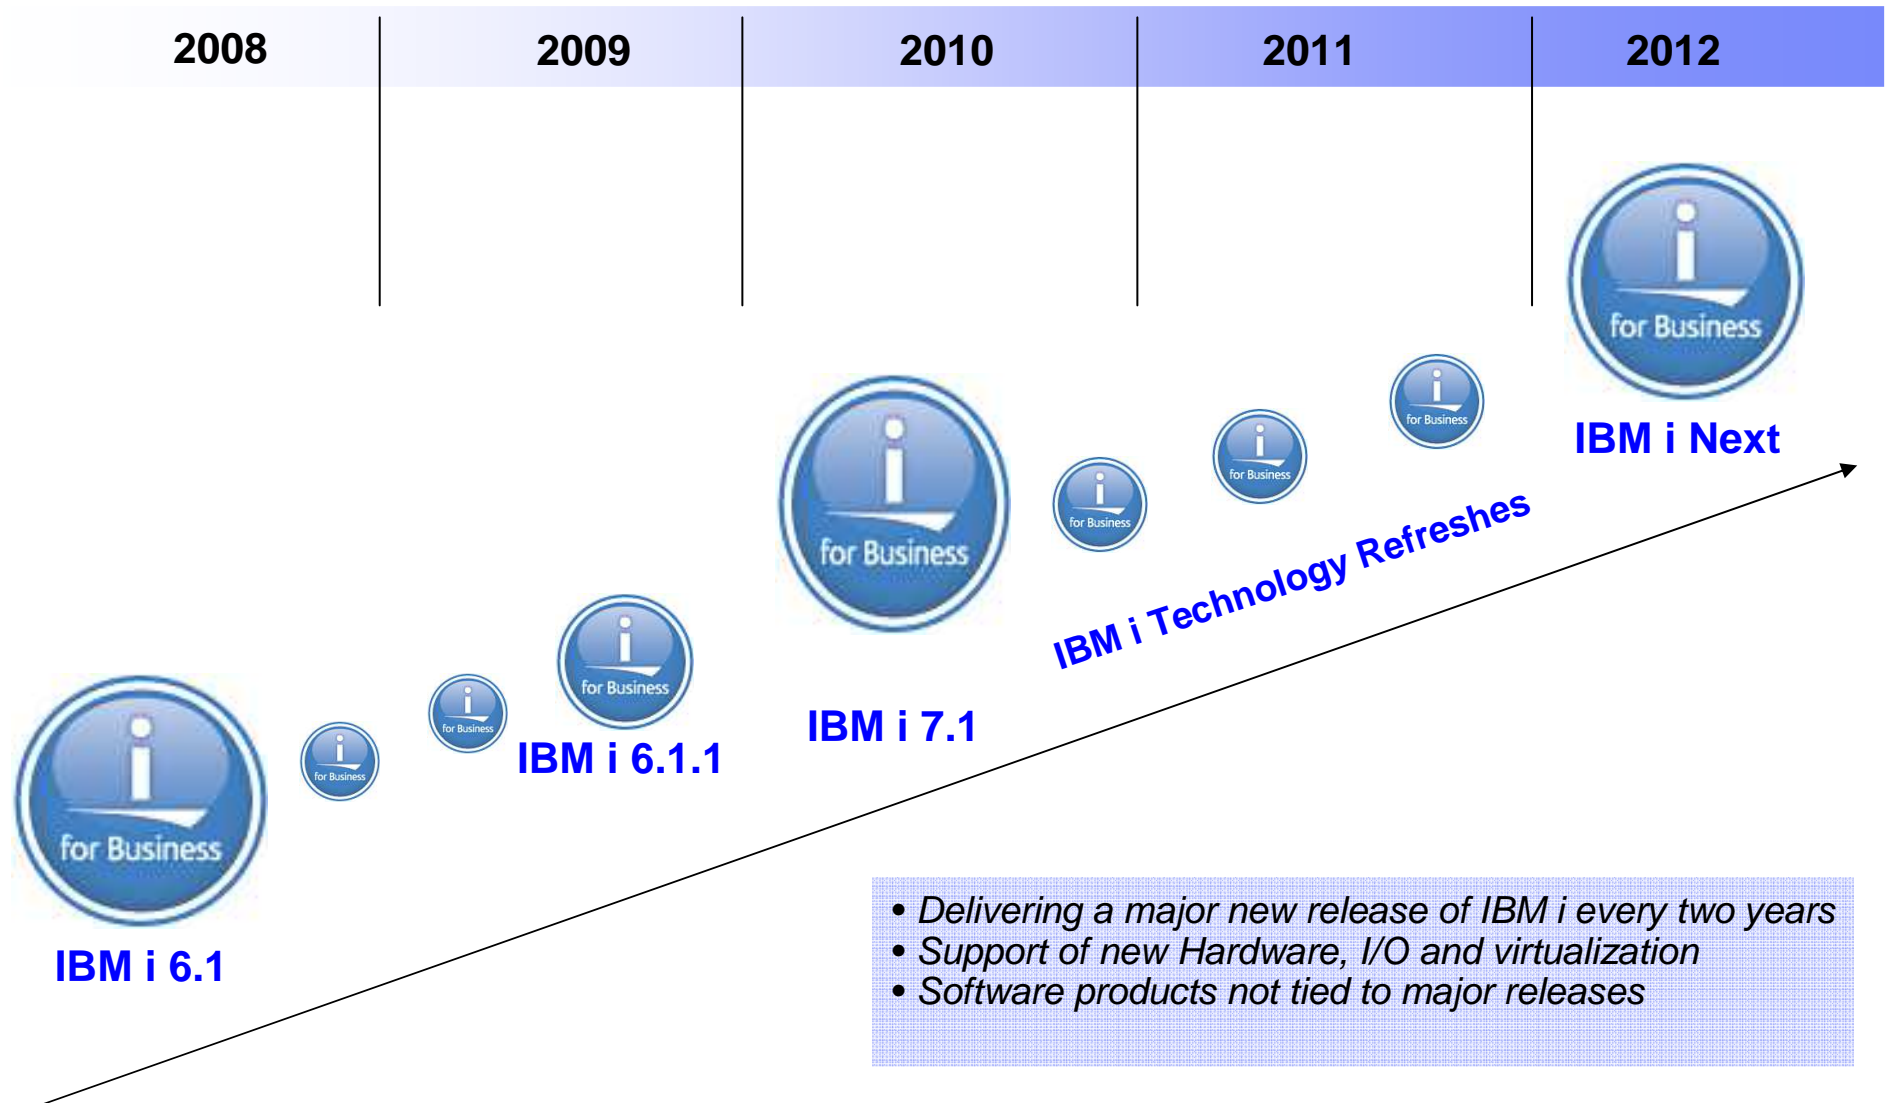 2008 2009 2010 2011 2012
i
for Business
IBM i Next
i
for Business
i
for Business
i
for Business
i
for Business
IBM i 7.1
IBM i Technology Refreshes
i
for Business
IBM i 6.1.1
i
for Business
i
for Business
i
for Business
IBM i 6.1
• Delivering a major new release of IBM i every two years
• Support of new Hardware, I/O and virtualization
• Software products not tied to major releases